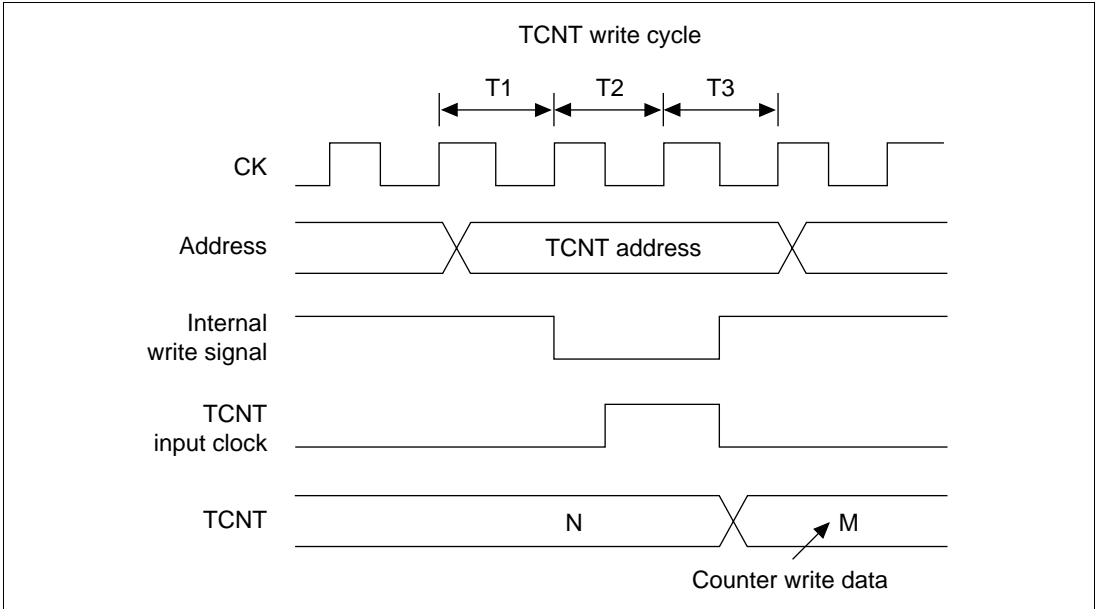 TCNT write cycle
T1 T2 T3
CK
Address
TCNT address
Internal
write signal
TCNT
input clock
TCNT
N
M
Counter write data